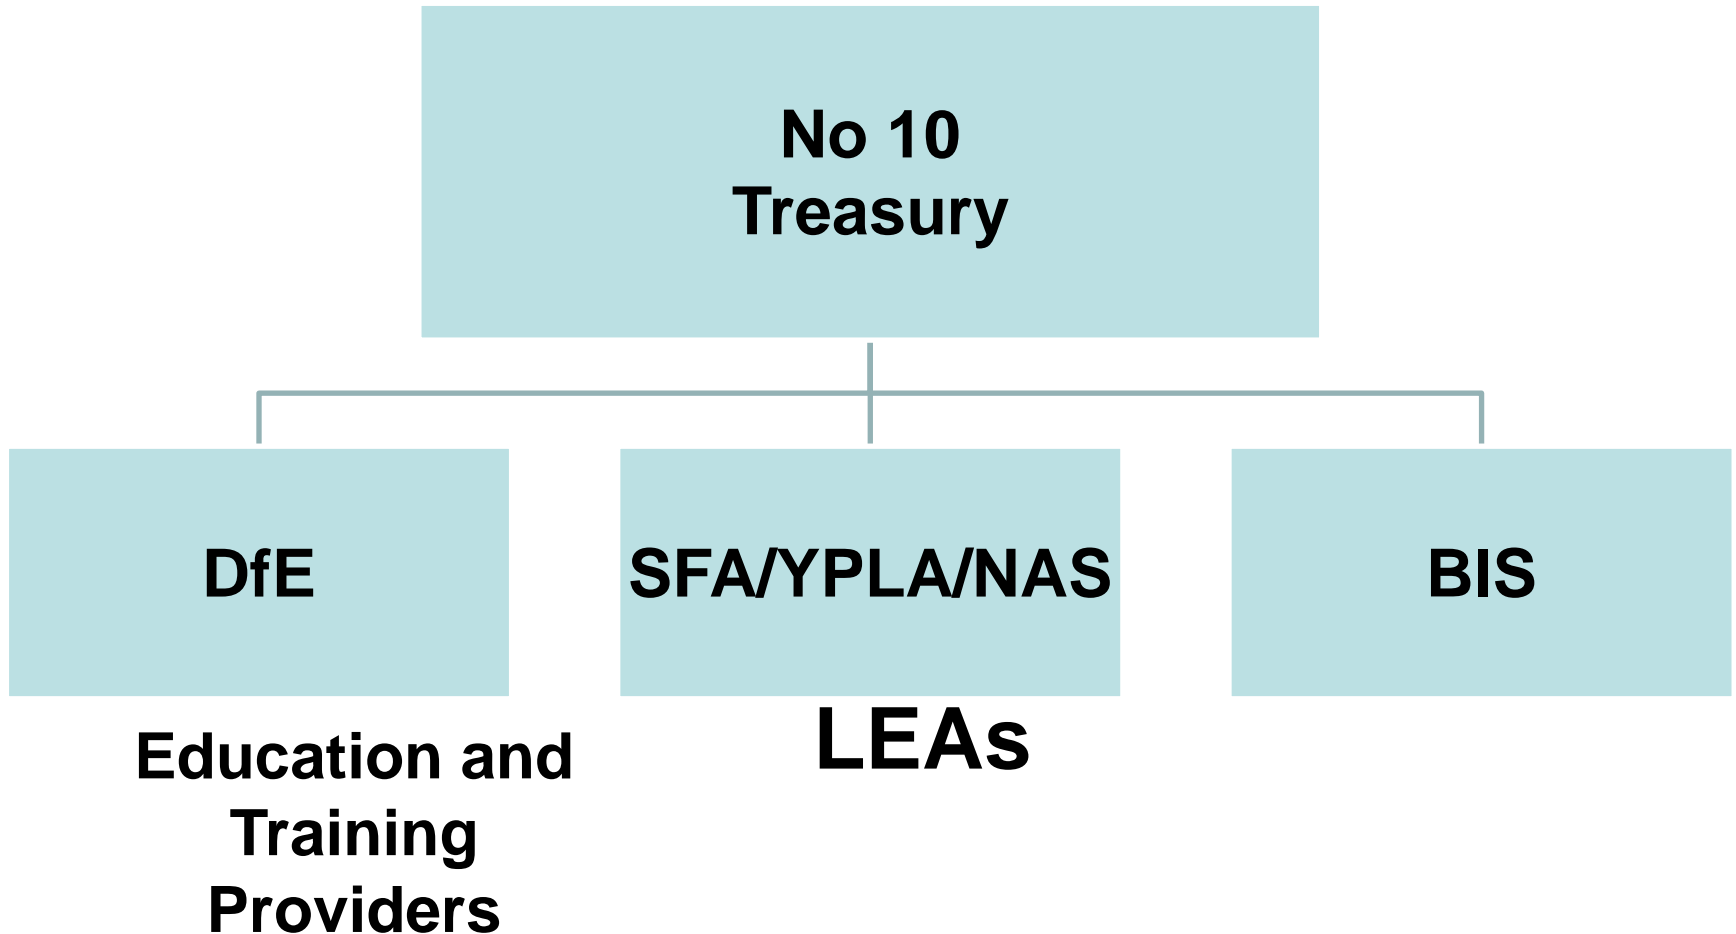 No 10
Treasury
DfE
SFA/YPLA/NAS
BIS
LEAs
Education and
Training
Providers